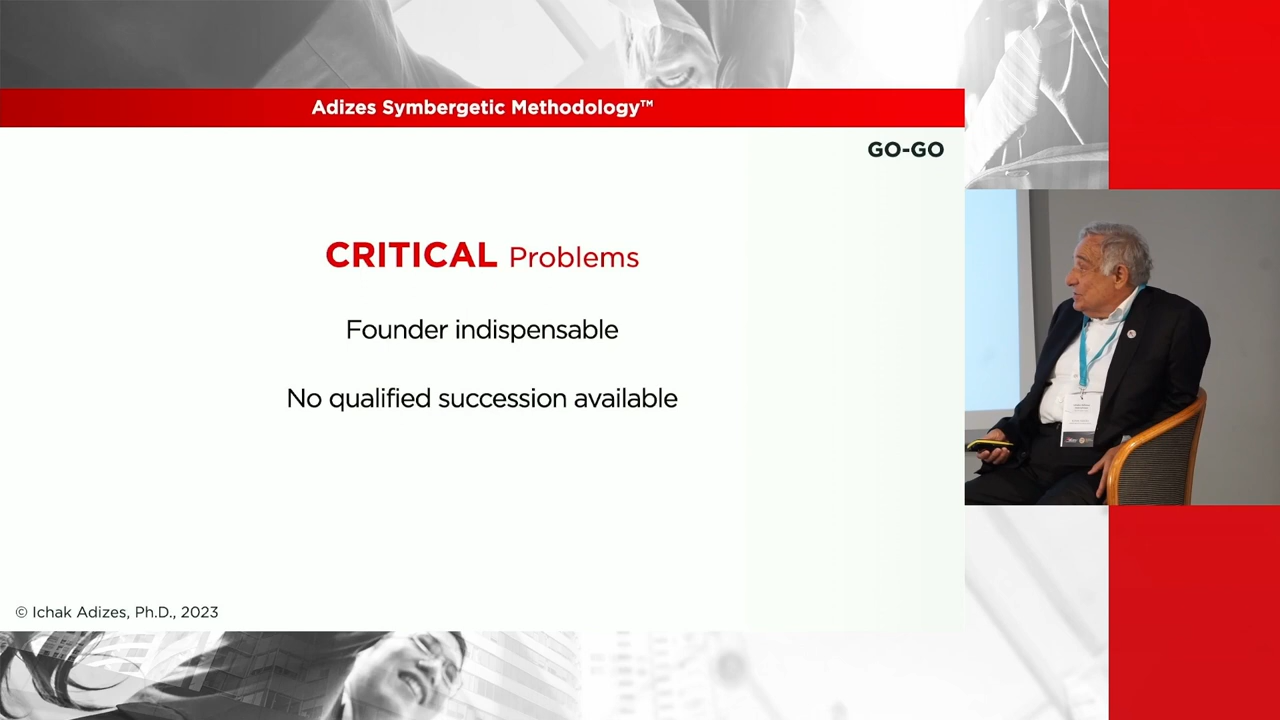 Adizes Symbergetic Methodology™
GO-GO
CRITICAL Problems
Founder indispensable
No qualified succession available
© Ichak Adizes, Ph.D., 2023